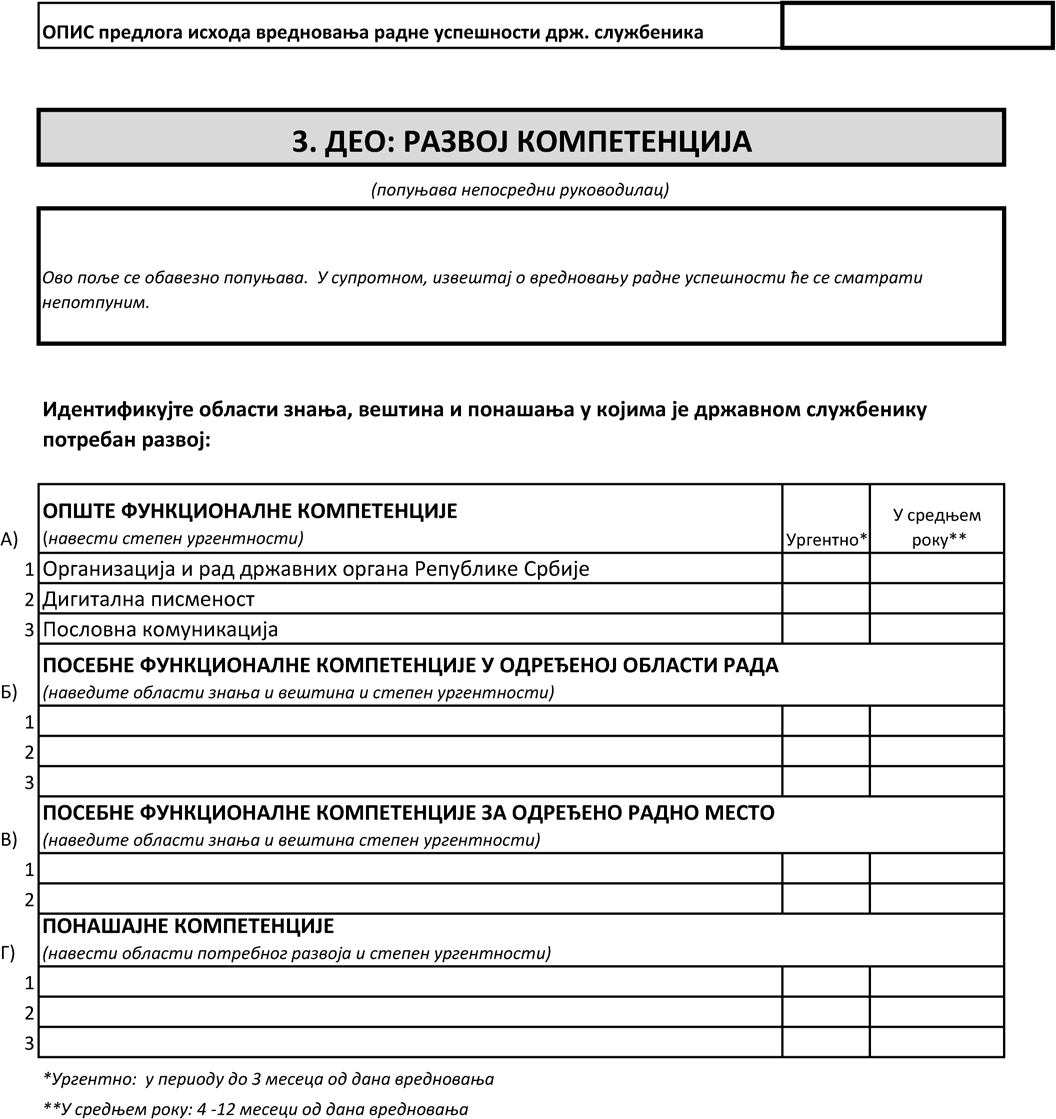 ОПИС предлога исхода вредновања радне успешности држ. службеника
3. ДЕО: РАЗВОЈ КОМПЕТЕНЦИЈА
(попуњава непосредни руководилац)
Ово поље се обавезно попуњава.  У супротном, извештај о вредновању радне успешности ће се сматрати
непотпуним.
Идентификујте области знања, вештина и понашања у којима је државном службенику
потребан развој:
ОПШТЕ ФУНКЦИОНАЛНЕ КОМПЕТЕНЦИЈЕ
У средњем
А) (навести степен ургентности) Ургентно* року**
1 Организација и рад државних органа Републике Србије
2 Дигитална писменост
3 Пословна комуникација
ПОСЕБНЕ ФУНКЦИОНАЛНЕ КОМПЕТЕНЦИЈЕ У ОДРЕЂЕНОЈ ОБЛАСТИ РАДА
Б) (наведите области знања и вештина и степен ургентности)
1
2
3
ПОСЕБНЕ ФУНКЦИОНАЛНЕ КОМПЕТЕНЦИЈЕ ЗА ОДРЕЂЕНО РАДНО МЕСТО
В) (наведите области знања и вештина степен ургентности)
1
2
ПОНАШАЈНЕ КОМПЕТЕНЦИЈЕ
Г) (навести области потребног развоја и степен ургентности)
1
2
3
*Ургентно:  у периоду до 3 месеца од дана вредновања
**У средњем року: 4 -12 месеци од дана вредновања